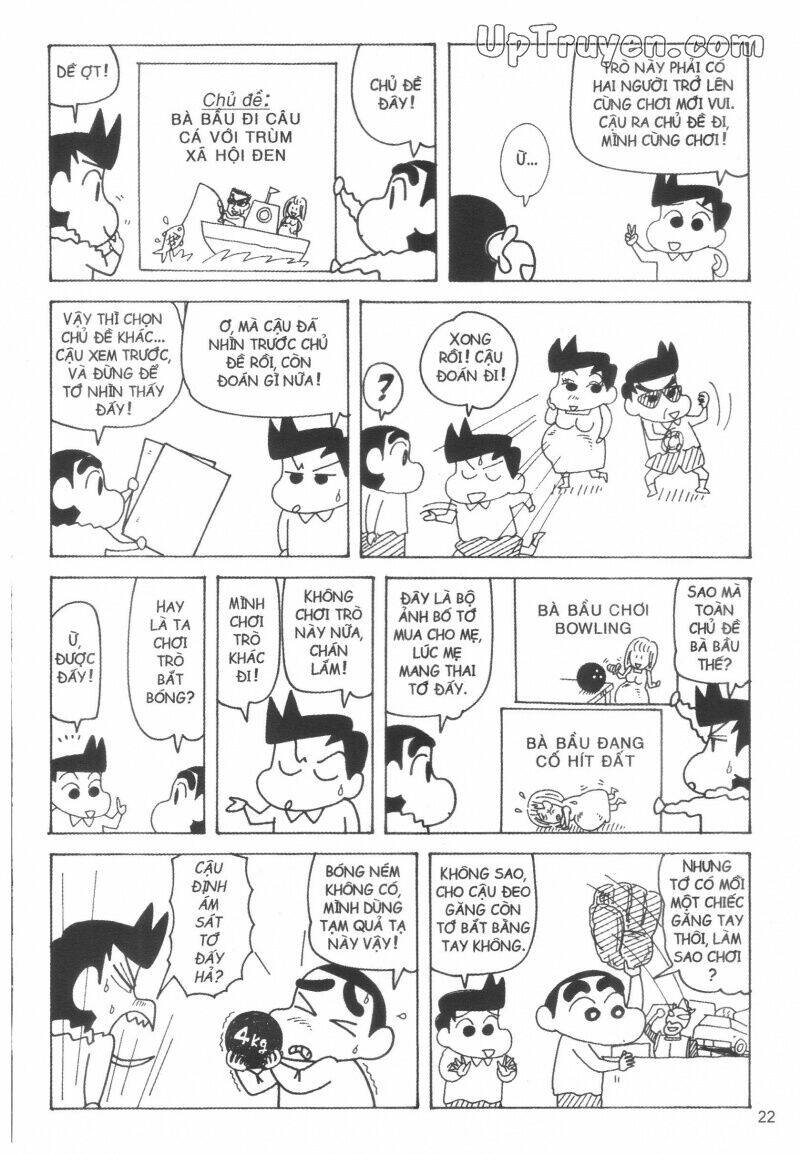 UpTruyen.com
TRÒ NÀY PHẢI CÓ
HAI NGƯỜI TRỞ LÊN
CÙNG CHƠI MỚI VUI.
CẬU RA CHỦ ĐỀ ĐI,
MÌNH CÙNG CHƠI!
Ừ...
CHỦ ĐỀ
ĐÂY!
Chủ đề:
BÀ BẦU ĐI CÂU
CÁ VỚI TRÙM
XÃ HỘI ĐEN
DỄ ỢT!
XONG
RỒI! CẬU
ĐOÁN ĐI!
?
Ơ, MÀ CẬU ĐÃ
NHÌN TRƯỚC CHỦ
ĐỀ RỒI, CÒN
ĐOÁN GÌ NỮA!
VẬY THÌ CHỌN
CHỦ ĐỀ KHÁC...
CẬU XEM TRƯỚC,
VÀ ĐỪNG ĐỂ
TỚ NHÌN THẤY
ĐẤY!
SAO MÀ
TOÀN
CHỦ ĐỀ
BÀ BẦU
THẾ?
BÀ BẦU CHƠI
BOWLING
BÀ BẦU ĐANG
CỐ HÍT ĐẤT
ĐÂY LÀ BỘ
ẢNH BỐ TỚ
MUA CHO MẸ,
LÚC MẸ
MANG THAI
TỚ ĐẤY.
KHÔNG
CHƠI TRÒ
NÀY NỮA,
CHÁN
LẮM!
MÌNH
CHƠI
TRÒ
KHÁC
ĐI!
HAY
LÀ TA
CHƠI
TRÒ
BẮT
BÓNG?
Ừ,
ĐƯỢC
ĐẤY!
NHƯNG
TỚ CÓ MỖI
MỘT CHIẾC
GĂNG TAY
THÔI, LÀM
SAO CHƠI
?
KHÔNG SAO,
CHO CẬU ĐEO
GĂNG CÒN
TỚ BẮT BẰNG
TAY KHÔNG.
BÓNG NÉM
KHÔNG CÓ,
MÌNH DÙNG
TẠM QUẢ TẠ
NÀY VẬY!
4kg
CẬU
ĐỊNH
ÁM
SÁT
TỚ
ĐẤY
HẢ?
22